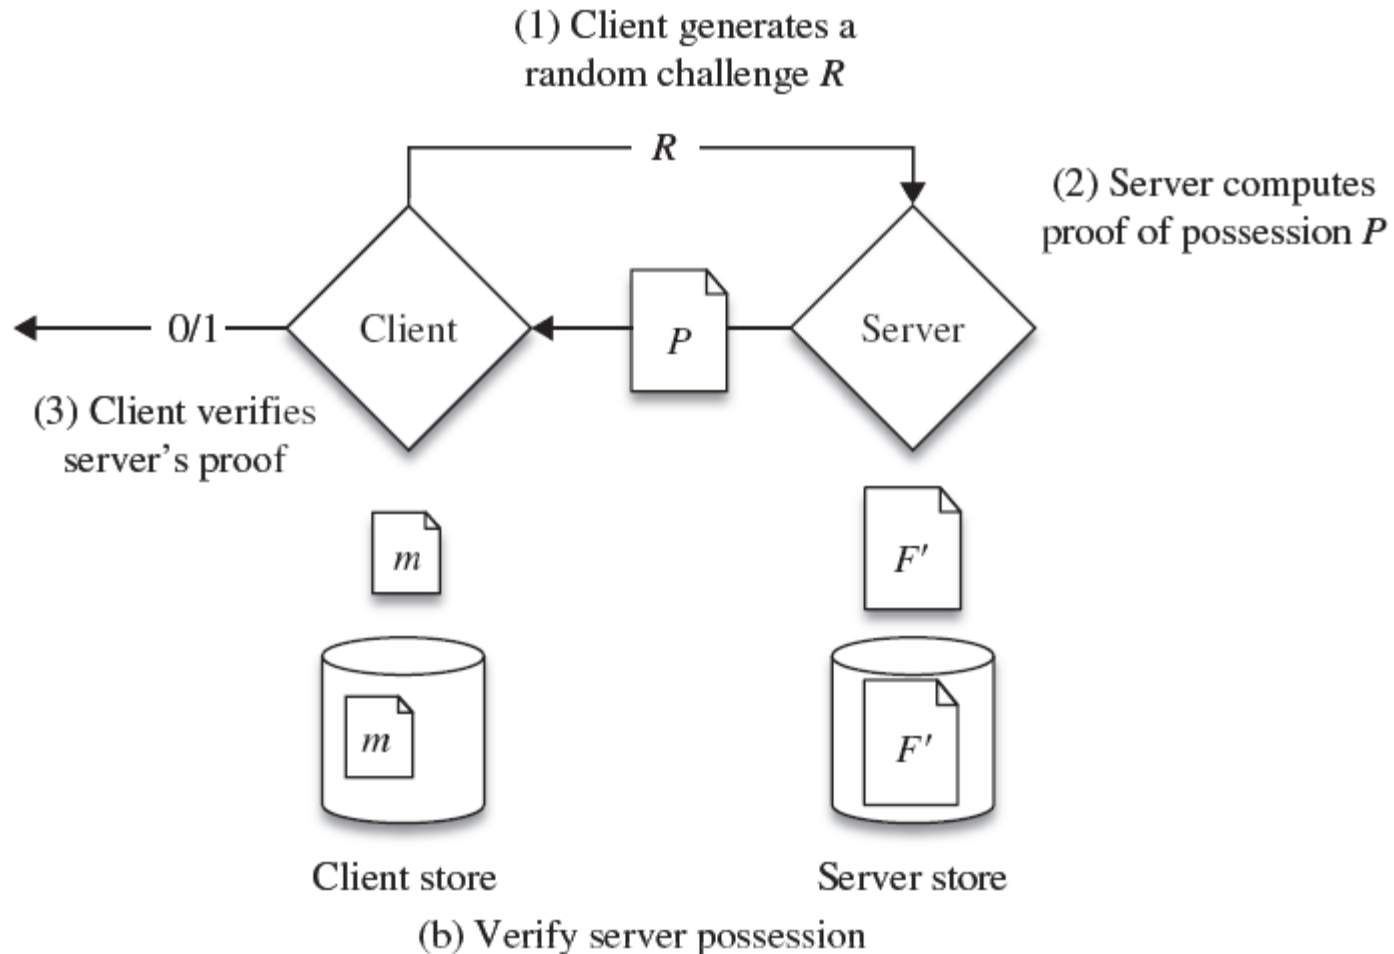 (1) Client generates a
random challenge R
R
(2) Server computes
proof of possession P
0/1
Client
P
Server
(3) Client verifies
server’s proof
m
F′
m
F′
Client store
Server store
(b) Verify server possession